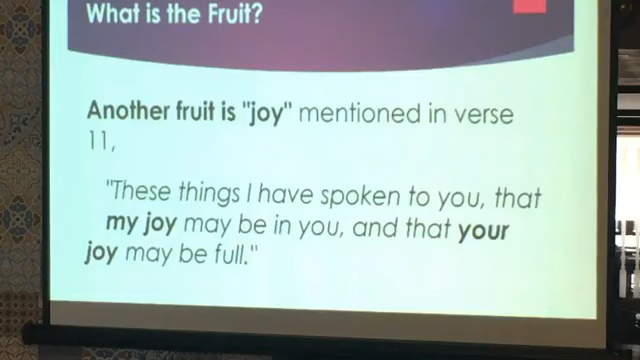 What is the Fruit?
Another fruit is "joy" mentioned in verse
11,
"These things I have spoken to you, that
my joy may be in you, and that your
joy may be full."